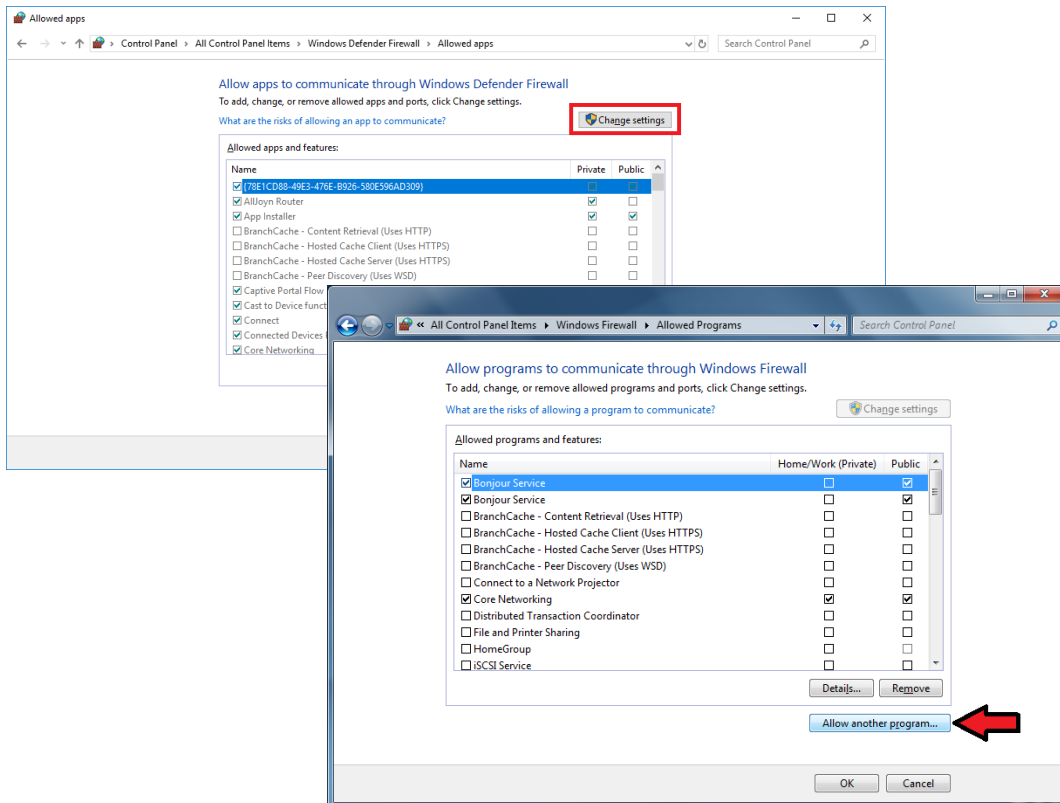 Allowed apps
Control Panel › All Control Panel Items › Windows Defender Firewall › Allowed apps
Search Control Panel
Allow apps to communicate through Windows Defender Firewall
To add, change, or remove allowed apps and ports, click Change settings.
What are the risks of allowing an app to communicate?
Change settings
Allowed apps and features:
Name Private Public
{78E1CD88-49E3-476E-B926-580E596AD309}
AllJoyn Router
App Installer
BranchCache - Content Retrieval (Uses HTTP)
BranchCache - Hosted Cache Client (Uses HTTPS)
BranchCache - Hosted Cache Server (Uses HTTPS)
BranchCache - Peer Discovery (Uses WSD)
Captive Portal Flow
Cast to Device funct
Connect
Connected Devices
Core Networking
« All Control Panel Items ▸ Windows Firewall ▸ Allowed Programs
Search Control Panel
Allow programs to communicate through Windows Firewall
To add, change, or remove allowed programs and ports, click Change settings.
What are the risks of allowing a program to communicate?
Change settings
Allowed programs and features:
Name Home/Work (Private) Public
Bonjour Service
Bonjour Service
BranchCache - Content Retrieval (Uses HTTP)
BranchCache - Hosted Cache Client (Uses HTTPS)
BranchCache - Hosted Cache Server (Uses HTTPS)
BranchCache - Peer Discovery (Uses WSD)
Connect to a Network Projector
Core Networking
Distributed Transaction Coordinator
File and Printer Sharing
HomeGroup
iSCSI Service
Details... Remove
Allow another program...
OK Cancel